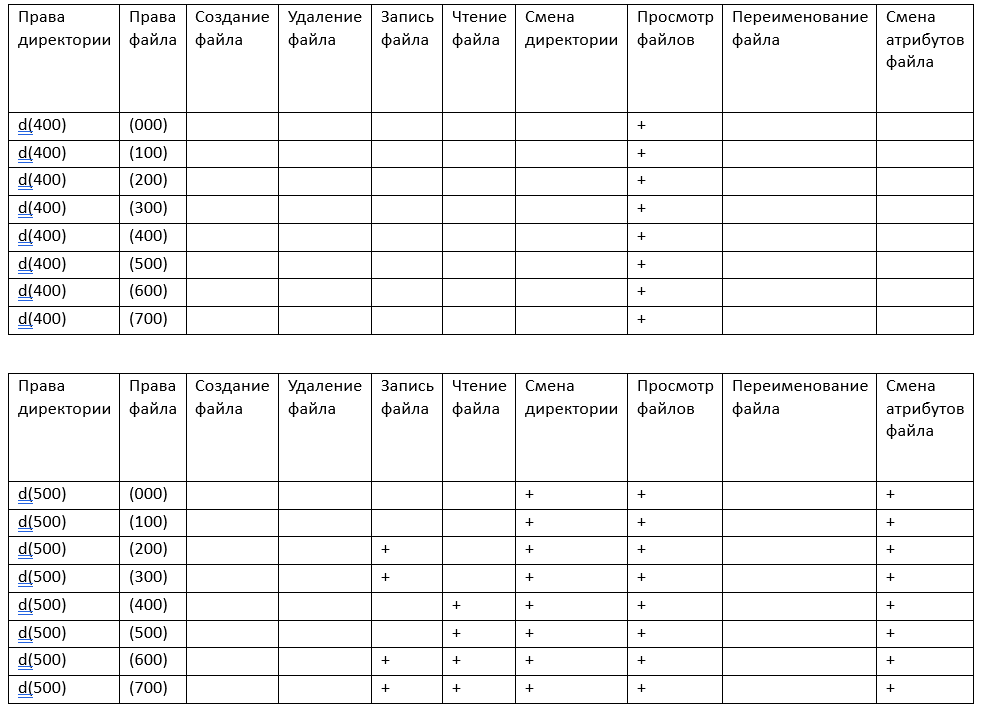 Права директории Права файла Создание файла Удаление файла Запись файла Чтение файла Смена директории Просмотр файлов Переименование файла Смена атрибутов файла
d(400) (000) +
d(400) (100) +
d(400) (200) +
d(400) (300) +
d(400) (400) +
d(400) (500) +
d(400) (600) +
d(400) (700) +
Права директории Права файла Создание файла Удаление файла Запись файла Чтение файла Смена директории Просмотр файлов Переименование файла Смена атрибутов файла
d(500) (000) + + +
d(500) (100) + + +
d(500) (200) + + + +
d(500) (300) + + + +
d(500) (400) + + + +
d(500) (500) + + + +
d(500) (600) + + + + +
d(500) (700) + + + + +